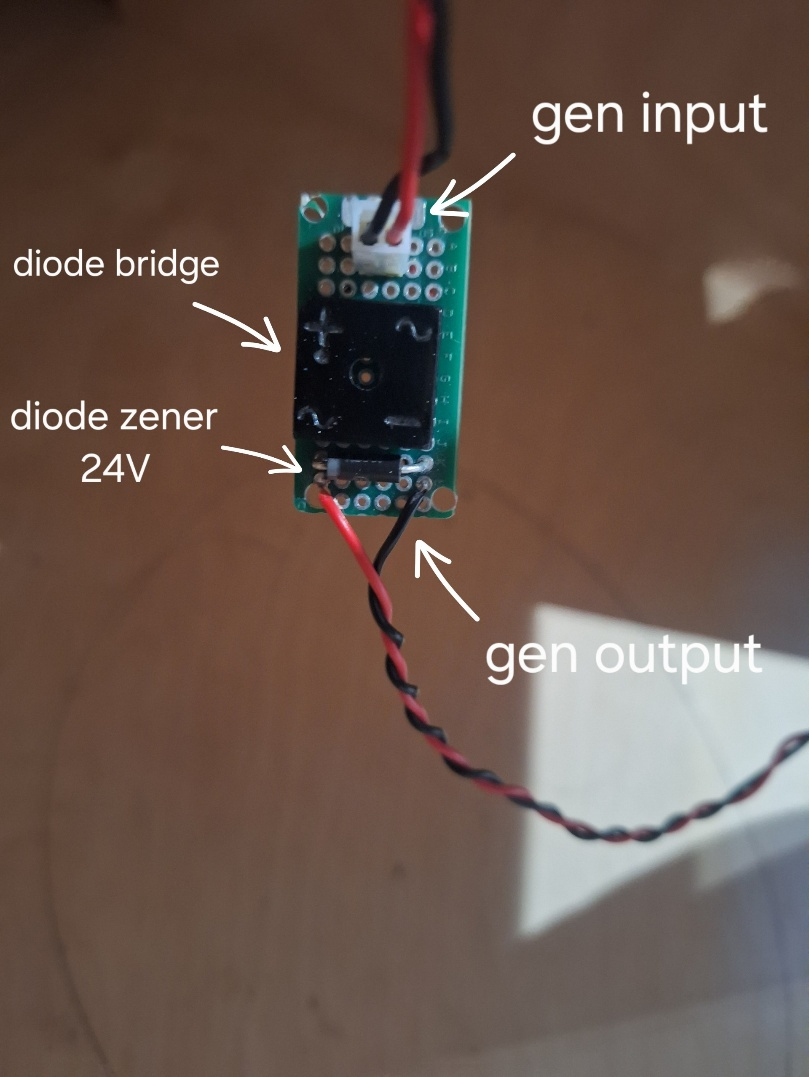 gen input
diode bridge
+ ~
~ -
diode zener
24V
gen output